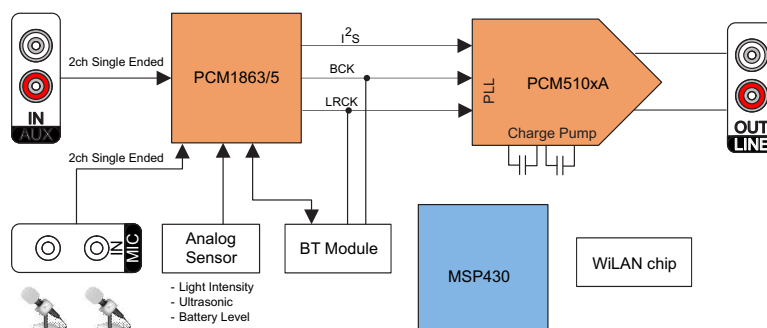 2ch Single Ended
IN
AUX
PCM1863/5
I2S
BCK
LRCK
PLL
PCM510xA
Charge Pump
OUT
LINE
2ch Single Ended
IN
MIC
Analog
Sensor
- Light Intensity
- Ultrasonic
- Battery Level
BT Module
MSP430
WiLAN chip